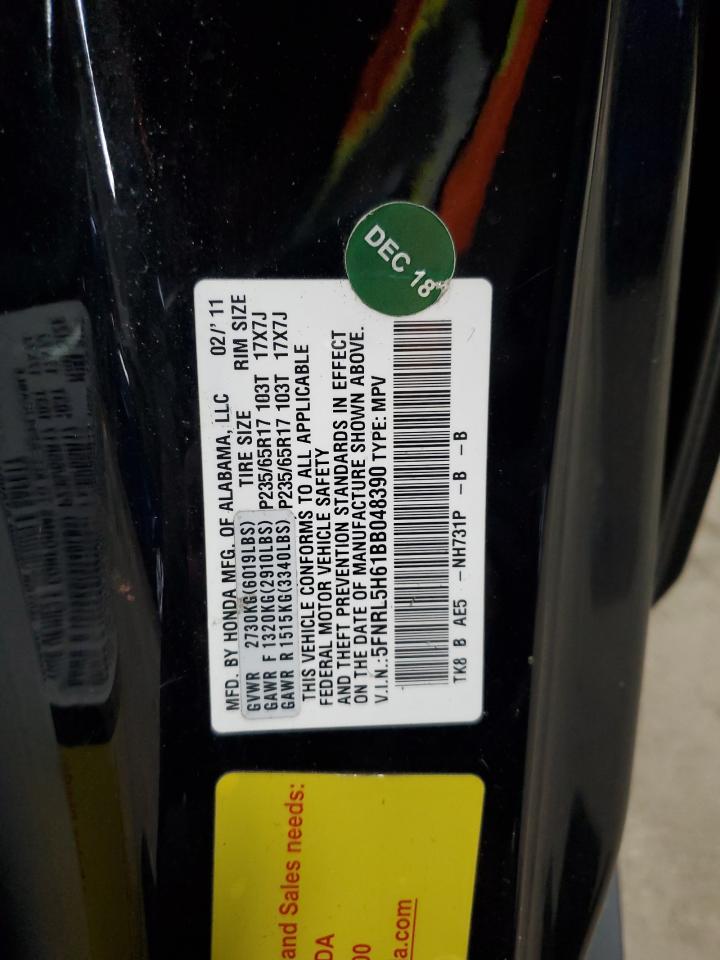 DEC 18
MFD. BY HONDA MFG. OF ALABAMA, LLC 02/' 11
GVWR 2730KG(6019LBS) TIRE SIZE RIM SIZE
GAWR F 1320KG(2910LBS) P235/65R17 103T 17X7J
GAWR R 1515KG(3340LBS) P235/65R17 103T 17X7J
THIS VEHICLE CONFORMS TO ALL APPLICABLE
FEDERAL MOTOR VEHICLE SAFETY
AND THEFT PREVENTION STANDARDS IN EFFECT
ON THE DATE OF MANUFACTURE SHOWN ABOVE.
V.I.N.:5FNRL5H61BB048390 TYPE: MPV
TK8 B AE5 -NH731P -B -B
and Sales needs:
DA
00
a.com